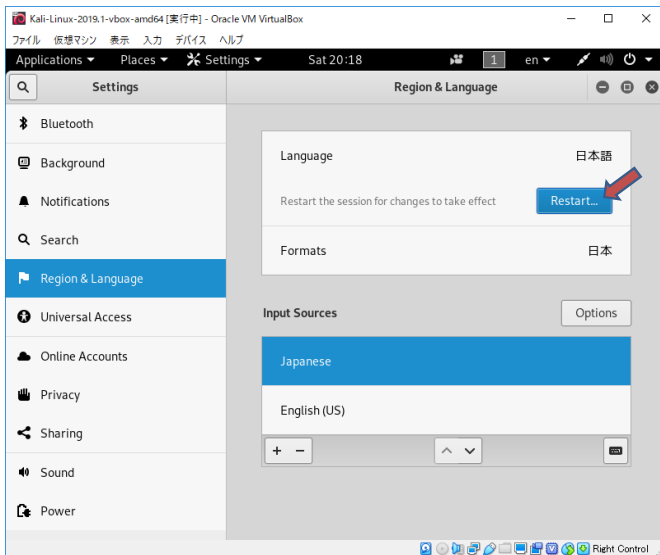 Kali-Linux-2019.1-vbox-amd64 [実行中] - Oracle VM VirtualBox
ファイル 仮想マシン 表示 入力 デバイス ヘルプ
Applications Places Settings Sat 20:18 1 en
Settings Region & Language
Bluetooth
Background
Notifications
Search
Region & Language
Universal Access
Online Accounts
Privacy
Sharing
Sound
Power
Language 日本語
Restart the session for changes to take effect Restart...
Formats 日本
Input Sources Options
Japanese
English (US)
Right Control